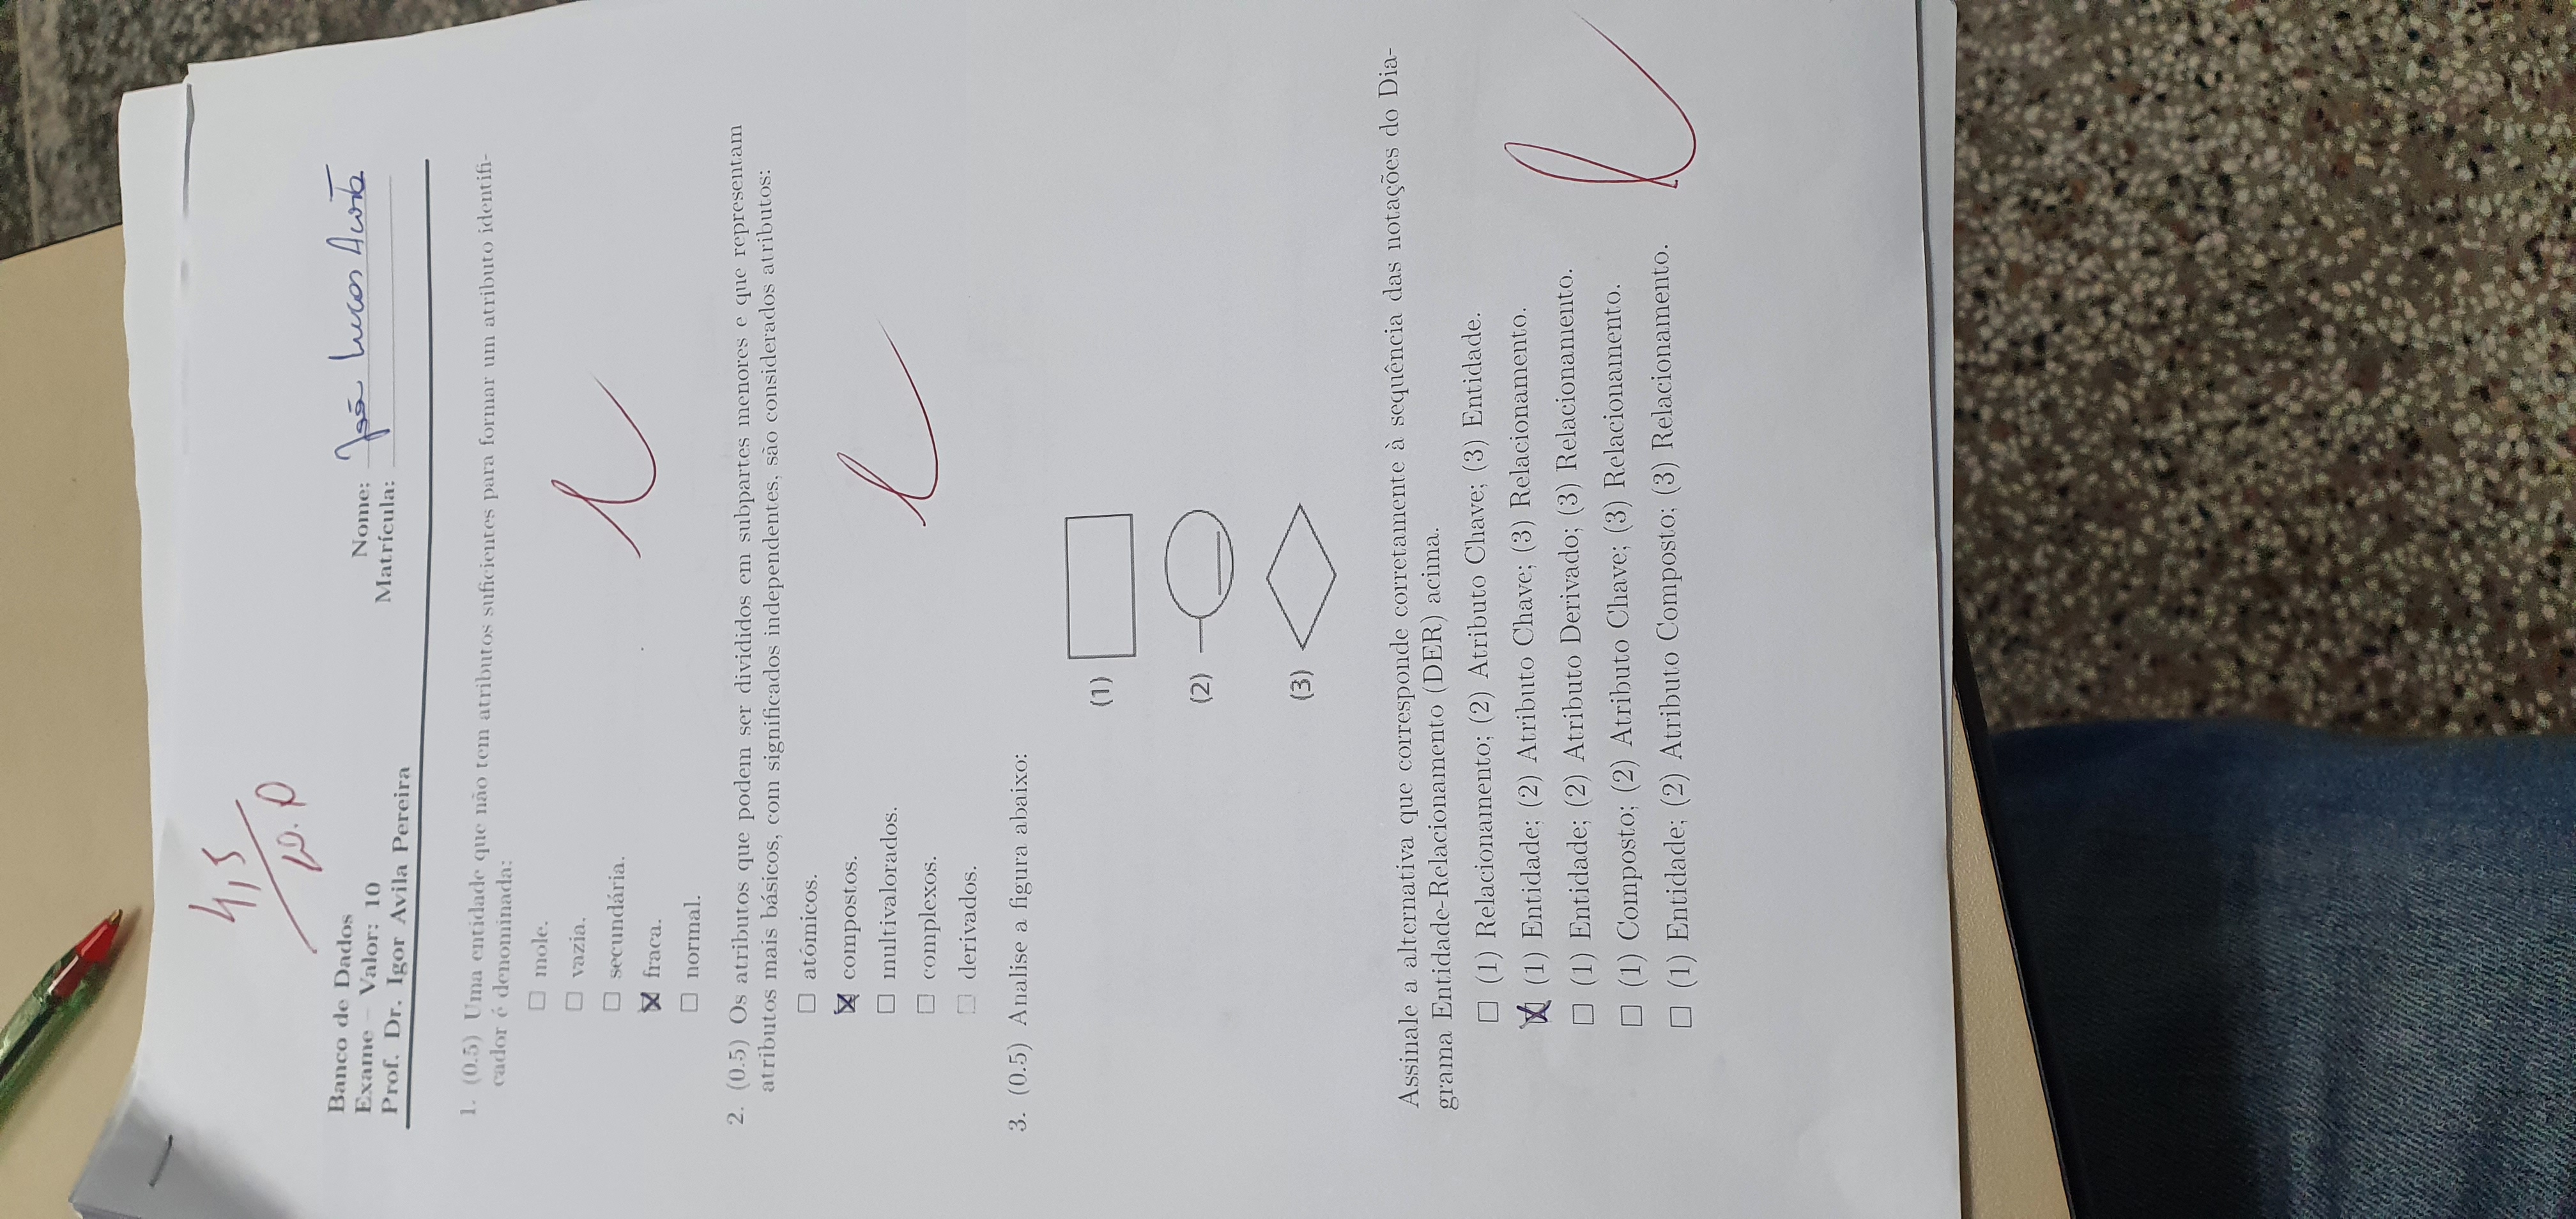 4,5
10.0
Banco de Dados
Exame – Valor: 10
Prof. Dr. Igor Avila Pereira
Nome: João Lucas Acosta
Matrícula:
1. (0.5) Uma entidade que não tem atributos suficientes para formar um atributo identifi-
cador é denominada:
mole.
vazia.
secundária.
fraca.
normal.
2. (0.5) Os atributos que podem ser divididos em subpartes menores e que representam
atributos mais básicos, com significados independentes, são considerados atributos:
atômicos.
compostos.
multivalorados.
complexos.
derivados.
3. (0.5) Analise a figura abaixo:
(1)
(2)
(3)
Assinale a alternativa que corresponde corretamente à sequência das notações do Dia-
grama Entidade-Relacionamento (DER) acima.
(1) Relacionamento; (2) Atributo Chave; (3) Entidade.
(1) Entidade; (2) Atributo Chave; (3) Relacionamento.
(1) Entidade; (2) Atributo Derivado; (3) Relacionamento.
(1) Composto; (2) Atributo Chave; (3) Relacionamento.
(1) Entidade; (2) Atributo Composto; (3) Relacionamento.